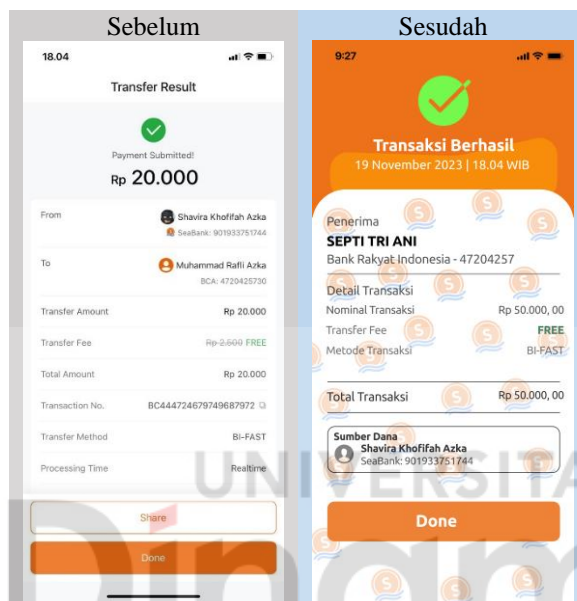 Sebelum
Sesudah
18.04
Transfer Result
Payment Submitted!
Rp 20.000
From
Shavira Khofifah Azka
SeaBank: 901933751744
To
Muhammad Rafli Azka
BCA: 4720425730
Transfer Amount Rp 20.000
Transfer Fee Rp 2.500 FREE
Total Amount Rp 20.000
Transaction No. BC444724679749687972
Transfer Method BI-FAST
Processing Time Realtime
Share
Done
9:27
Transaksi Berhasil
19 November 2023 | 18.04 WIB
Penerima
SEPTI TRI ANI
Bank Rakyat Indonesia - 47204257
Detail Transaksi
Nominal Transaksi Rp 50.000, 00
Transfer Fee FREE
Metode Transaksi BI-FAST
Total Transaksi Rp 50.000, 00
Sumber Dana
Shavira Khofifah Azka
SeaBank: 901933751744
Done
UNIVERSITA
Dinam